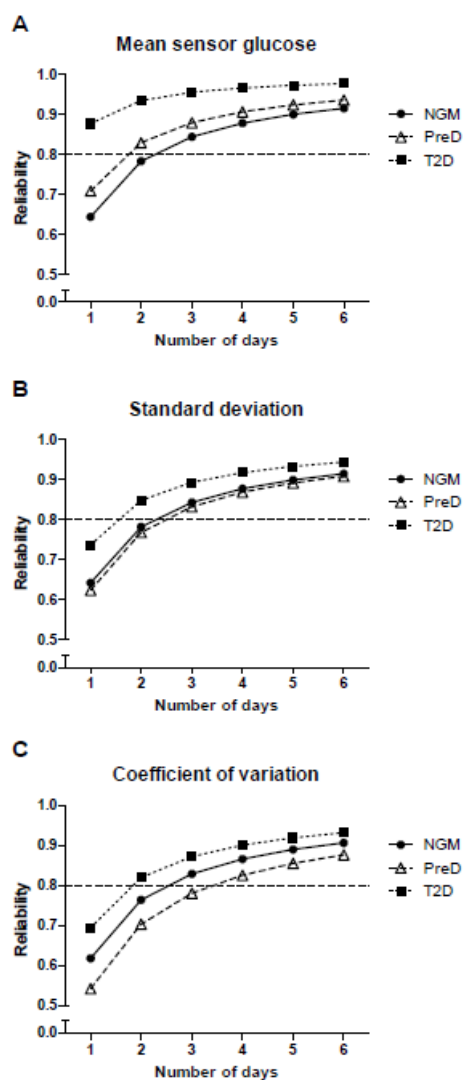 A
Mean sensor glucose
1.0
0.9
0.8
0.7
0.6
0.5
0.0
Reliability
1 2 3 4 5 6
Number of days
NGM
PreD
T2D
B
Standard deviation
1.0
0.9
0.8
0.7
0.6
0.5
0.0
Reliability
1 2 3 4 5 6
Number of days
NGM
PreD
T2D
C
Coefficient of variation
1.0
0.9
0.8
0.7
0.6
0.5
0.0
Reliability
1 2 3 4 5 6
Number of days
NGM
PreD
T2D